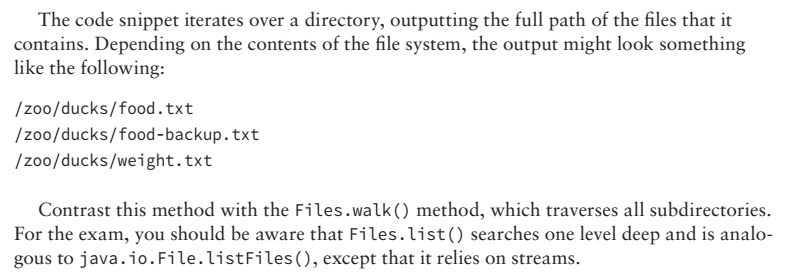 The code snippet iterates over a directory, outputting the full path of the files that it
contains. Depending on the contents of the file system, the output might look something
like the following:
/zoo/ducks/food.txt
/zoo/ducks/food-backup.txt
/zoo/ducks/weight.txt
Contrast this method with the Files.walk() method, which traverses all subdirectories.
For the exam, you should be aware that Files.list() searches one level deep and is analo-
gous to java.io.File.listFiles(), except that it relies on streams.